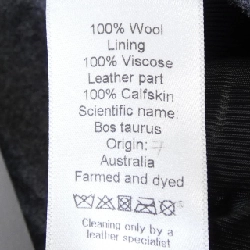 100% Wool
Lining
100% Viscose
Leather part
100% Calfskin
Scientific name:
Bos taurus
Origin:
Australia
Farmed and dyed
Cleaning only by a
leather specialist